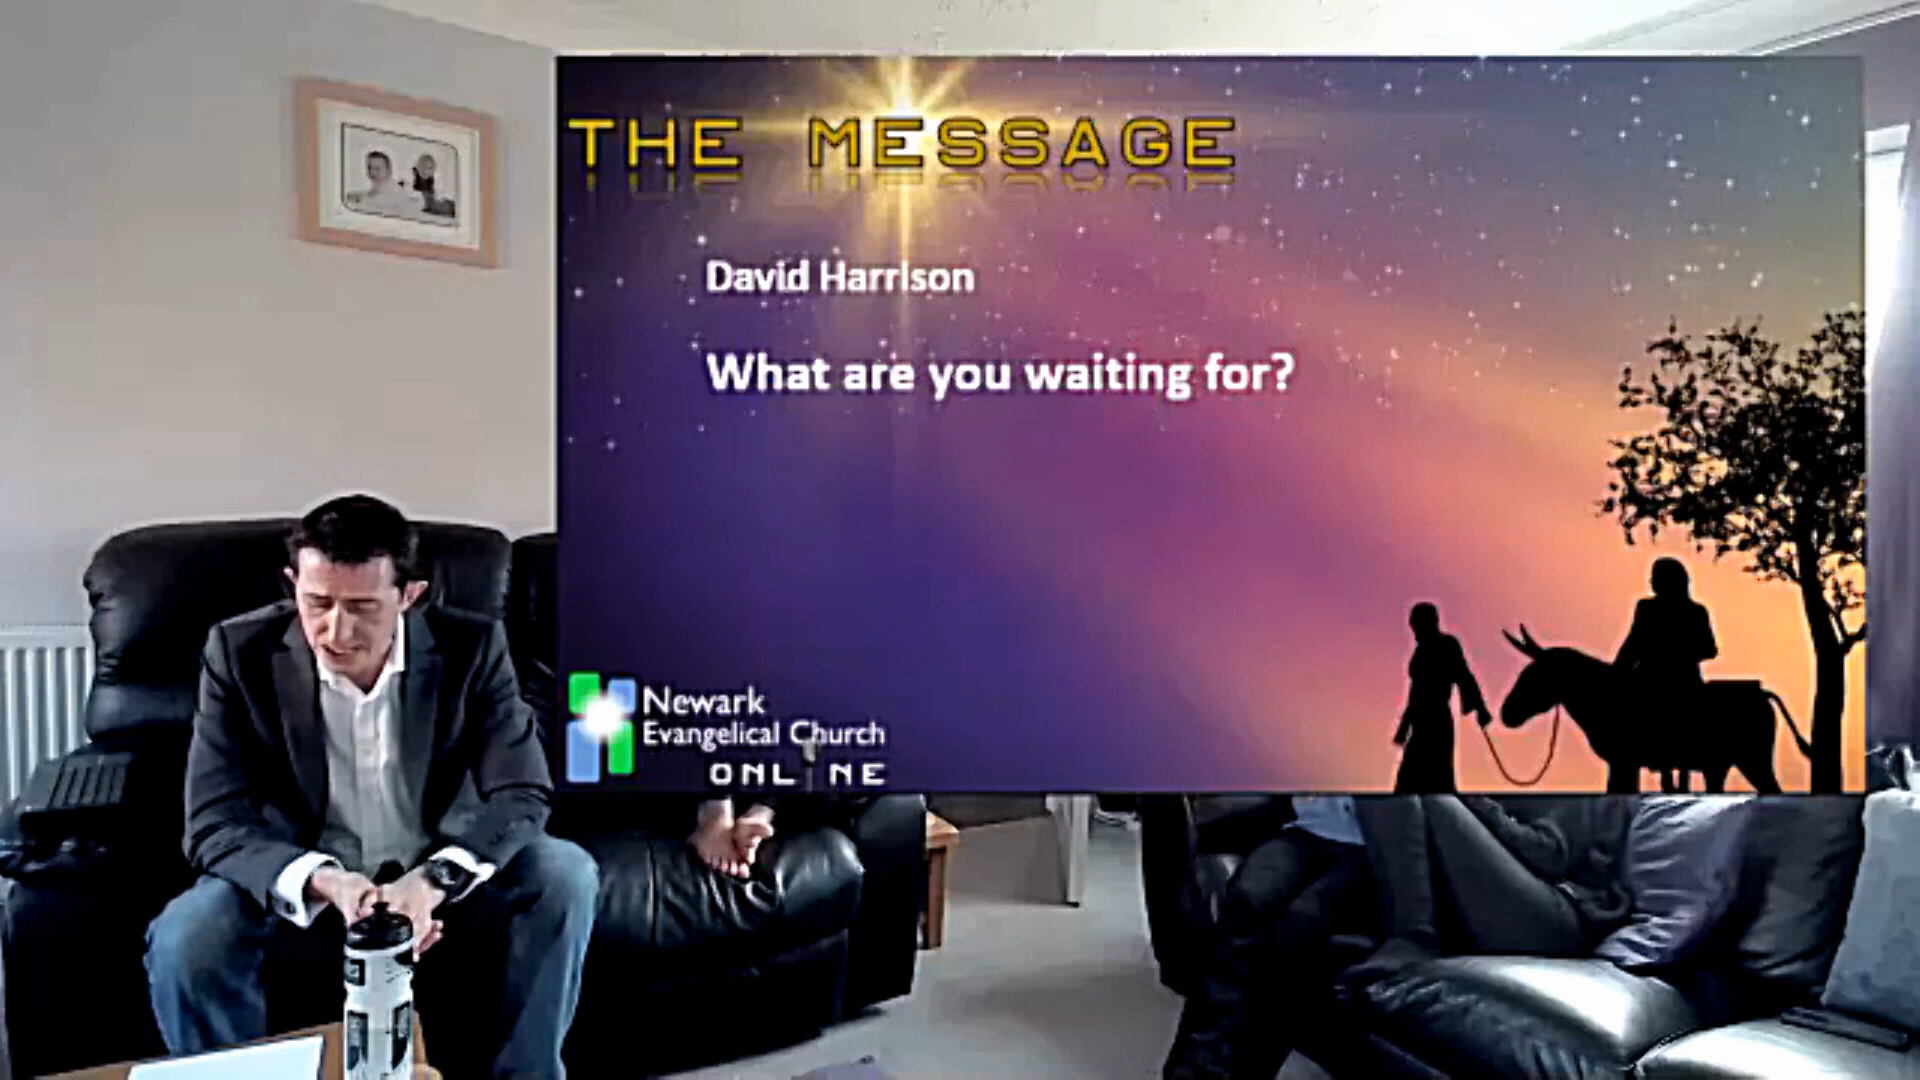 THE MESSAGE
David Harrison
What are you waiting for?
Newark
Evangelical Church
ONLINE